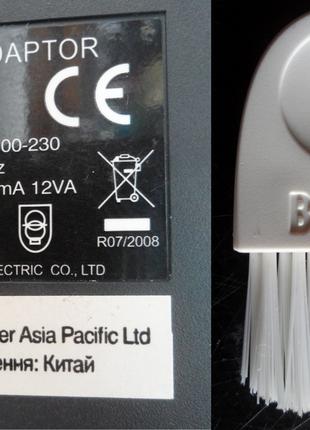 DAPTOR
CE
00-230
z
mA 12VA
R07/2008
ECTRIC CO., LTD
er Asia Pacific Ltd
ення: Китай
B